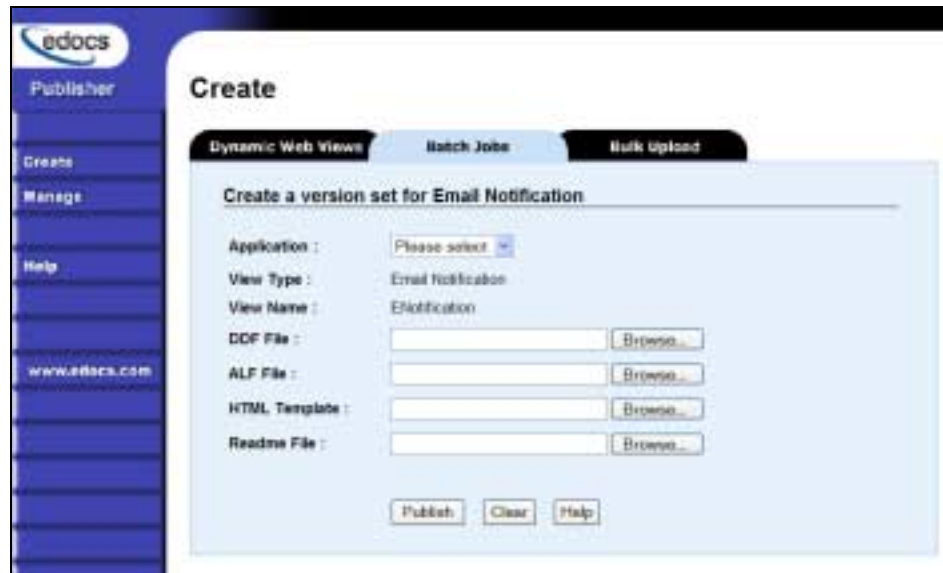 edocs
Publisher
Create
Manage
Help
www.edocs.com
Create
Dynamic Web Views
Batch Jobs
Bulk Upload
Create a version set for Email Notification
Application : Please select
View Type : Email Notification
View Name : ENotification
DDF File : Browse...
ALF File : Browse...
HTML Template : Browse...
Readme File : Browse...
Publish Clear Help